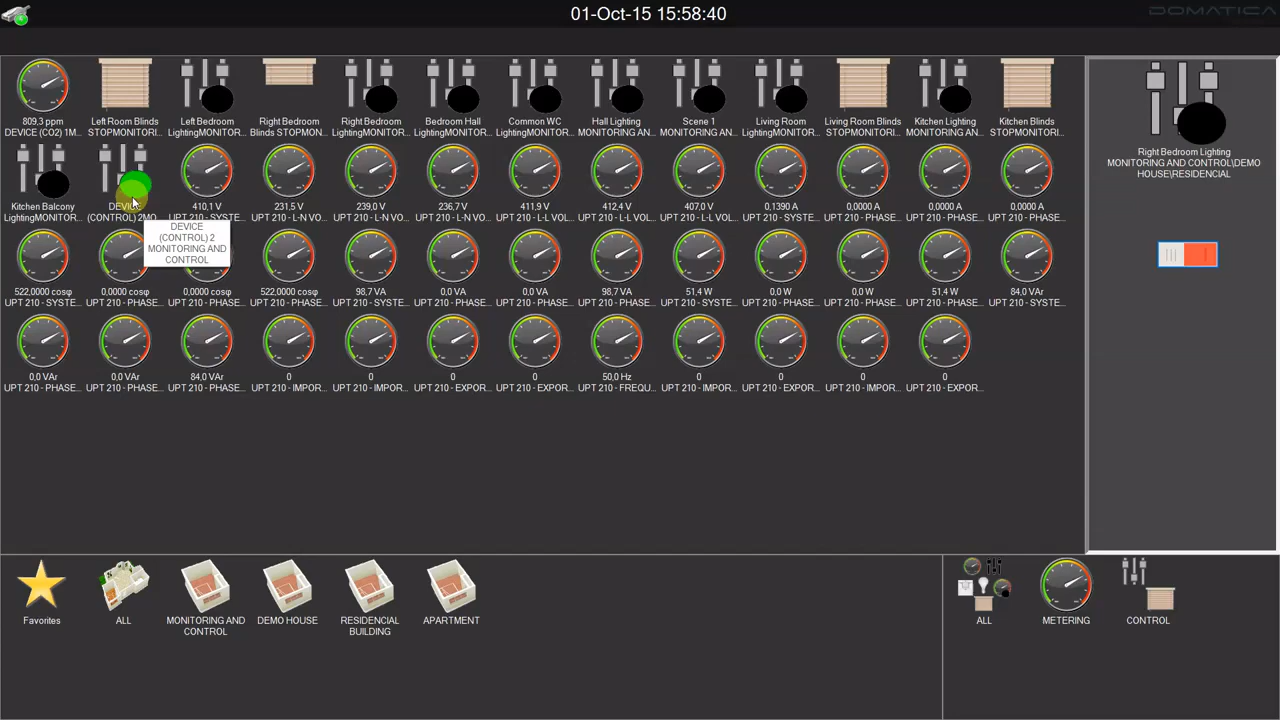 01-Oct-15 15:58:40
DOMATICA
809,3 ppm
DEVICE (CO2) 1M...
Left Room Blinds
STOPMONITORI...
Left Bedroom
LightingMONITOR...
Right Bedroom
Blinds STOPMON...
Right Bedroom
LightingMONITOR...
Bedroom Hall
LightingMONITOR...
Common WC
LightingMONITOR...
Hall Lighting
MONITORING AN...
Scene 1
MONITORING AN...
Living Room
LightingMONITOR...
Living Room Blinds
STOPMONITORI...
Kitchen Lighting
MONITORING AN...
Kitchen Blinds
STOPMONITORI...
Kitchen Balcony
LightingMONITOR...
DEVICE
(CONTROL) 2MO...
410,1 V
UPT 210 - SYSTE...
231,5 V
UPT 210 - L-N VO...
239,0 V
UPT 210 - L-N VO...
236,7 V
UPT 210 - L-N VO...
411,9 V
UPT 210 - L-L VOL...
412,4 V
UPT 210 - L-L VOL...
407,0 V
UPT 210 - L-L VOL...
0,1390 A
UPT 210 - SYSTE...
0,0000 A
UPT 210 - PHASE...
0,0000 A
UPT 210 - PHASE...
0,0000 A
UPT 210 - PHASE...
DEVICE
(CONTROL) 2
MONITORING AND
CONTROL
522,0000 cosφ
UPT 210 - SYSTE...
0,0000 cosφ
UPT 210 - PHASE...
0,0000 cosφ
UPT 210 - PHASE...
522,0000 cosφ
UPT 210 - PHASE...
98,7 VA
UPT 210 - SYSTE...
0,0 VA
UPT 210 - PHASE...
0,0 VA
UPT 210 - PHASE...
98,7 VA
UPT 210 - PHASE...
51,4 W
UPT 210 - SYSTE...
0,0 W
UPT 210 - PHASE...
0,0 W
UPT 210 - PHASE...
51,4 W
UPT 210 - PHASE...
84,0 VAr
UPT 210 - SYSTE...
0,0 VAr
UPT 210 - PHASE...
0,0 VAr
UPT 210 - PHASE...
84,0 VAr
UPT 210 - PHASE...
0
UPT 210 - IMPOR...
0
UPT 210 - IMPOR...
0
UPT 210 - EXPOR...
0
UPT 210 - EXPOR...
50,0 Hz
UPT 210 - FREQU...
0
UPT 210 - IMPOR...
0
UPT 210 - EXPOR...
0
UPT 210 - IMPOR...
0
UPT 210 - EXPOR...
Right Bedroom Lighting
MONITORING AND CONTROL\DEMO
HOUSE\RESIDENCIAL
Favorites
ALL
MONITORING AND
CONTROL
DEMO HOUSE
RESIDENCIAL
BUILDING
APARTMENT
ALL
METERING
CONTROL